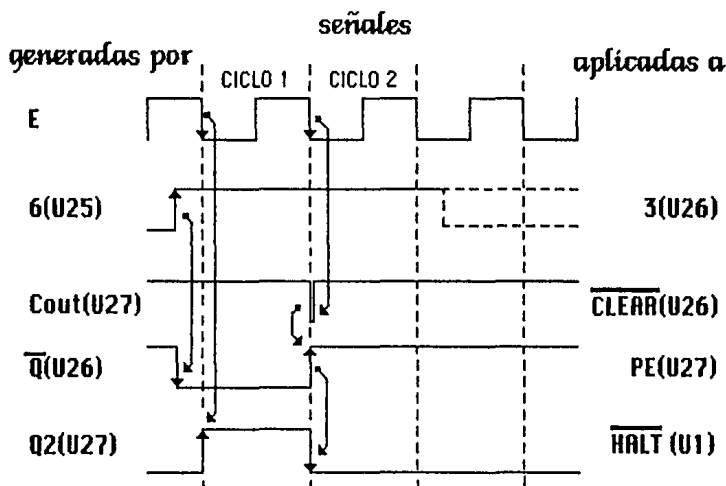 señales
generadas por
aplicadas a
CICLO 1
CICLO 2
E
6(U25)
3(U26)
Cout(U27)
CLEAR(U26)
Q(U26)
PE(U27)
Q2(U27)
HALT (U1)